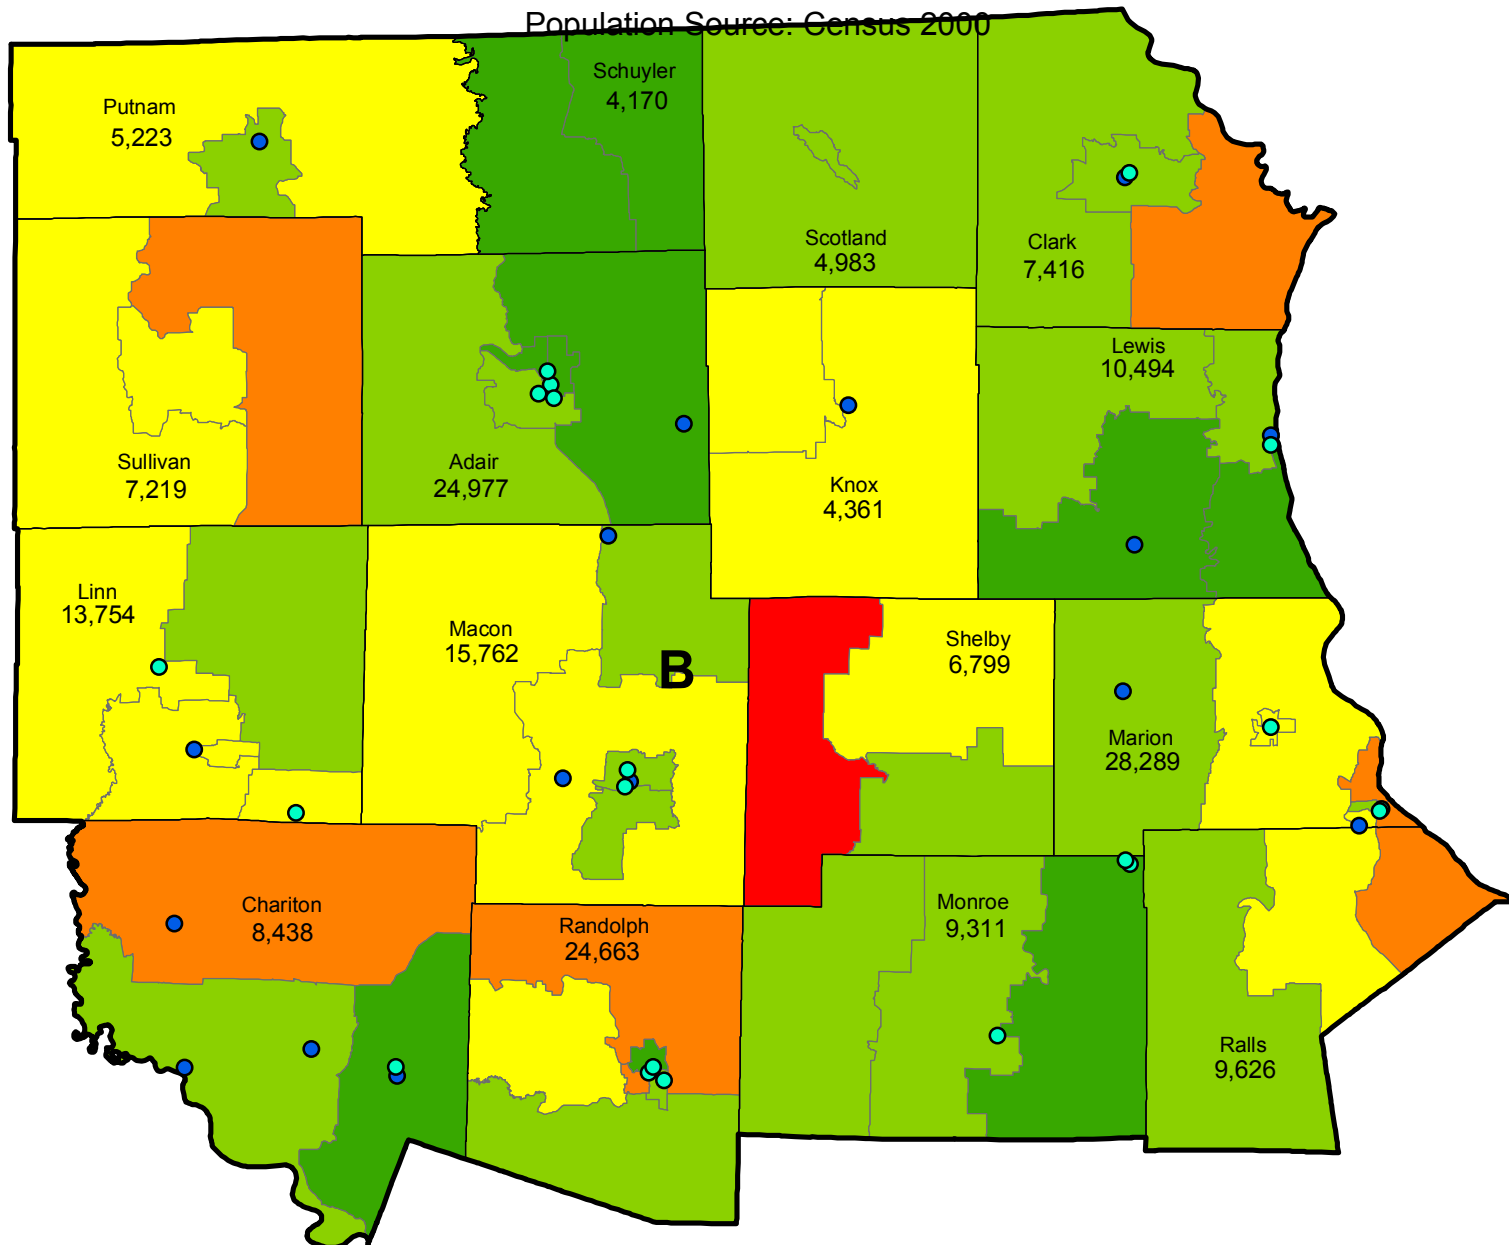 Population Source: Census 2000
Schuyler
4,170
Putnam
5,223
Scotland
4,983
Clark
7,416
Lewis
10,494
Sullivan
7,219
Adair
24,977
Knox
4,361
Linn
13,754
Macon
15,762
B
Shelby
6,799
Marion
28,289
Chariton
8,438
Randolph
24,663
Monroe
9,311
Ralls
9,626